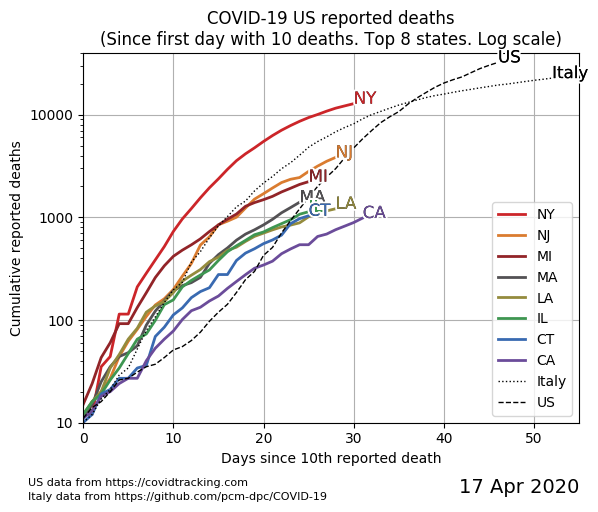 COVID-19 US reported deaths
(Since first day with 10 deaths. Top 8 states. Log scale)
Cumulative reported deaths
10000
1000
100
10
US
Italy
NY
NJ
MI
MA
LA
CT
CA
NY
NJ
MI
MA
LA
IL
CT
CA
Italy
US
0 10 20 30 40 50
Days since 10th reported death
US data from https://covidtracking.com
Italy data from https://github.com/pcm-dpc/COVID-19
17 Apr 2020